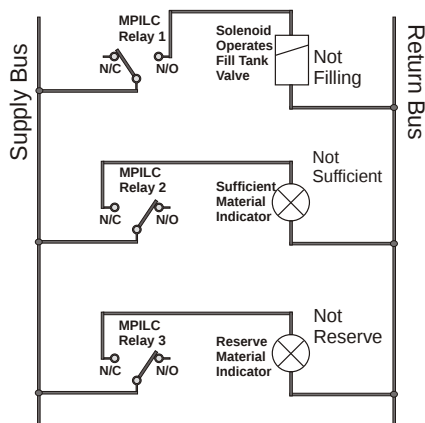 Supply Bus
Return Bus
MPILC
Relay 1
N/C
N/O
Solenoid
Operates
Fill Tank
Valve
Not
Filling
MPILC
Relay 2
N/C
N/O
Sufficient
Material
Indicator
Not
Sufficient
MPILC
Relay 3
N/C
N/O
Reserve
Material
Indicator
Not
Reserve